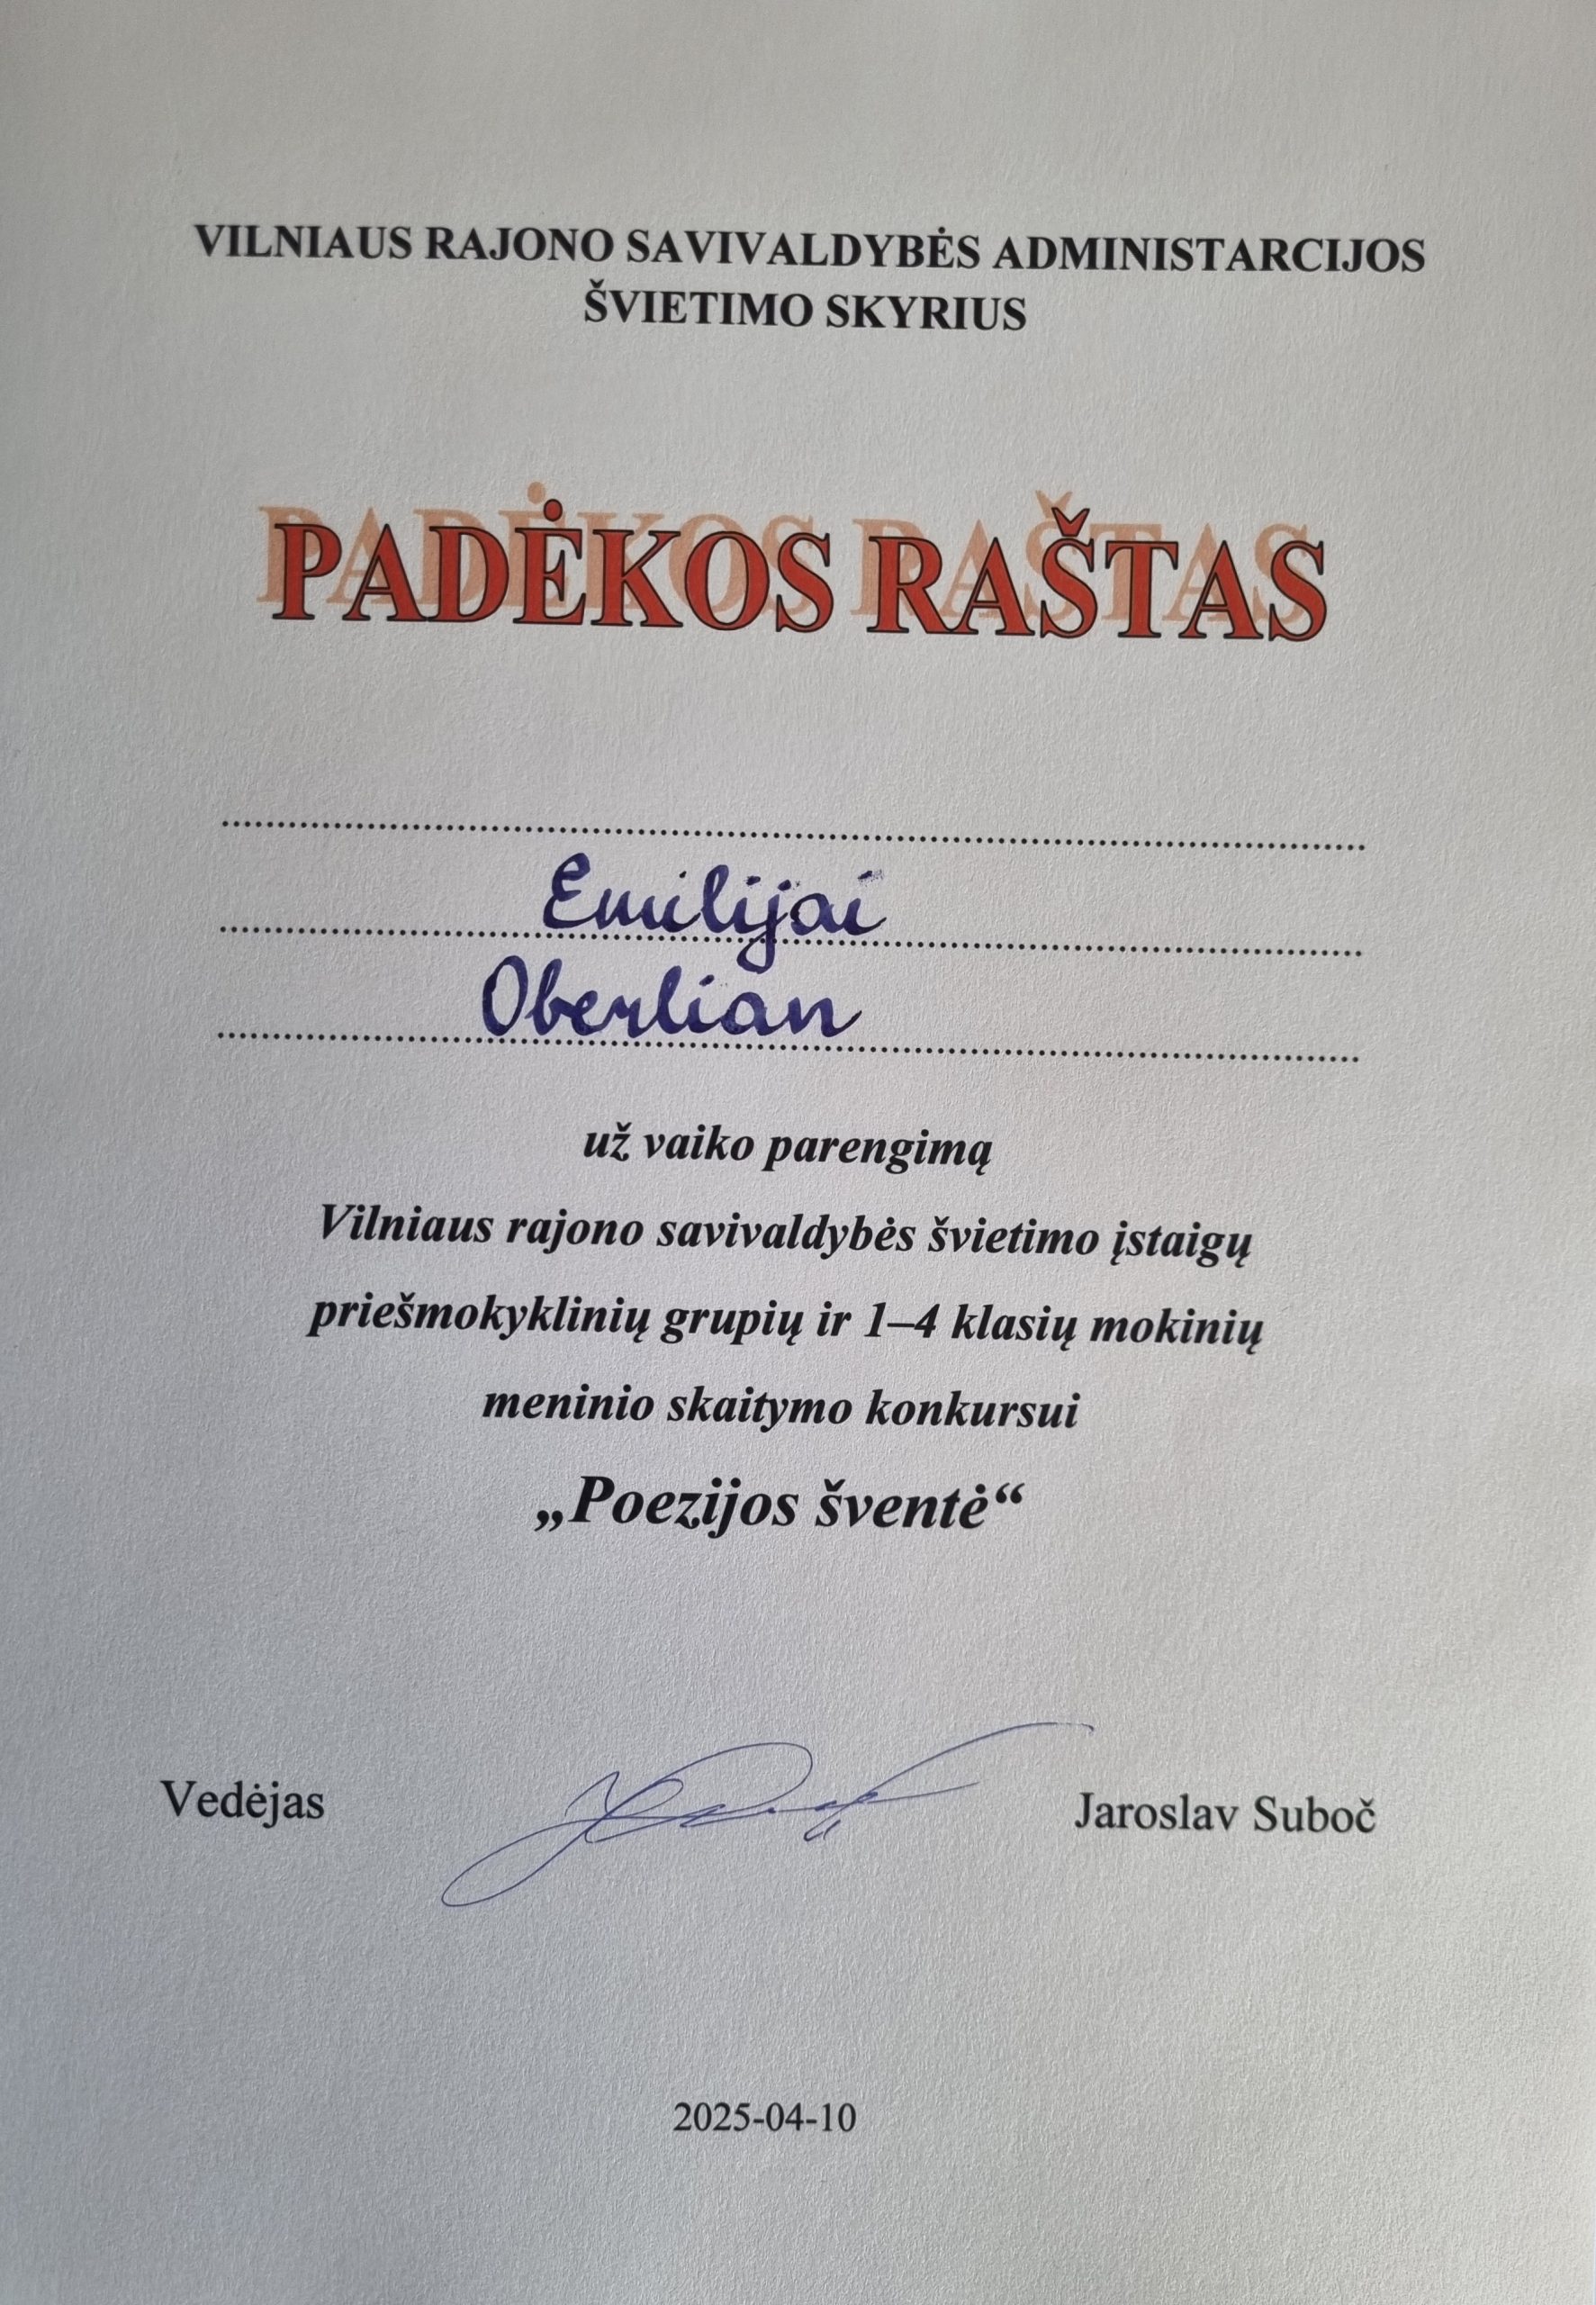 VILNIAUS RAJONO SAVIVALDYBĖS ADMINISTARCIJOS
ŠVIETIMO SKYRIUS
PADĖKOS RAŠTAS
Emilijai
Oberlian
už vaiko parengimą
Vilniaus rajono savivaldybės švietimo įstaigų
priešmokyklinių grupių ir 1–4 klasių mokinių
meninio skaitymo konkursui
„Poezijos šventė“
Vedėjas Jaroslav Suboč
2025-04-10